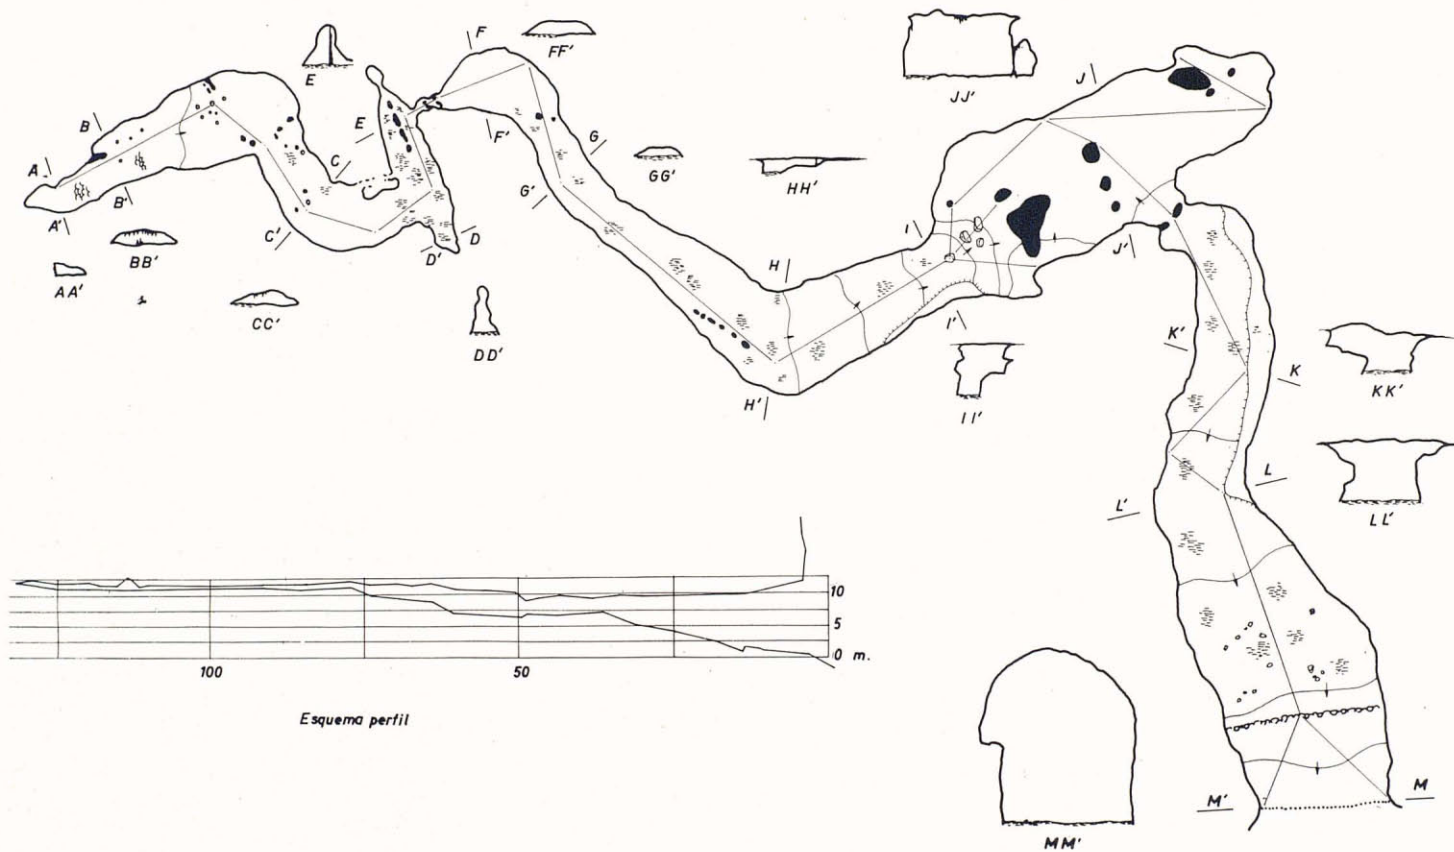 F
FF'
E
JJ'
J
B
E
F'
G
A
C
GG'
HH'
G'
A'
B'
C'
D
D'
I
J'
BB'
H
AA'
CC'
DD'
I'
K'
K
KK'
H'
II'
L
L'
LL'
10
5
0 m.
100
50
Esquema perfil
M'
M
MM'